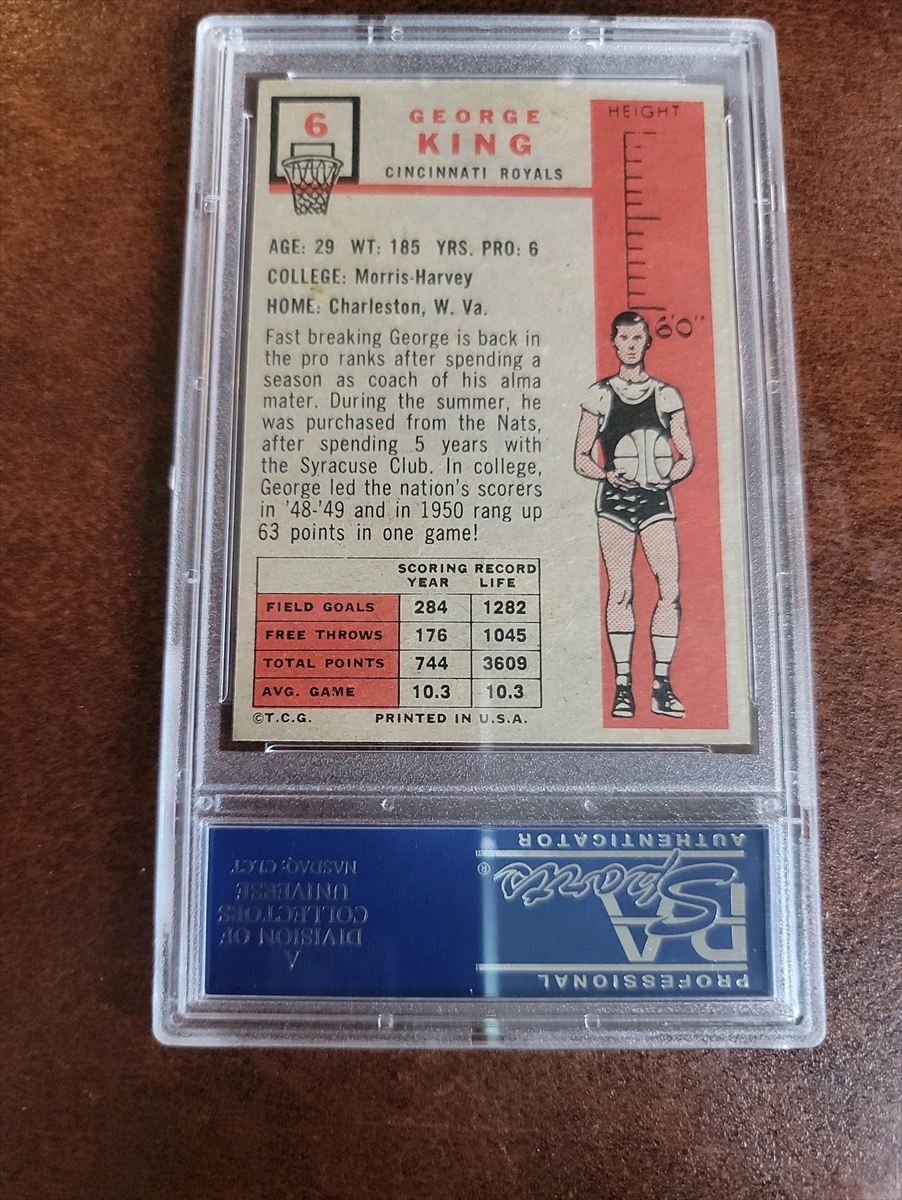 6
GEORGE
KING
CINCINNATI ROYALS
HEIGHT
6'0"
AGE: 29 WT: 185 YRS. PRO: 6
COLLEGE: Morris-Harvey
HOME: Charleston, W. Va.
Fast breaking George is back in
the pro ranks after spending a
season as coach of his alma
mater. During the summer, he
was purchased from the Nats,
after spending 5 years with
the Syracuse Club. In college,
George led the nation's scorers
in '48-'49 and in 1950 rang up
63 points in one game!
SCORING RECORD
YEAR LIFE
FIELD GOALS 284 1282
FREE THROWS 176 1045
TOTAL POINTS 744 3609
AVG. GAME 10.3 10.3
©T.C.G. PRINTED IN U.S.A.
PROFESSIONAL
PSA
Sports®
AUTHENTICATOR
A
DIVISION OF
COLLECTORS
UNIVERSE
NASDAQ: CLCT